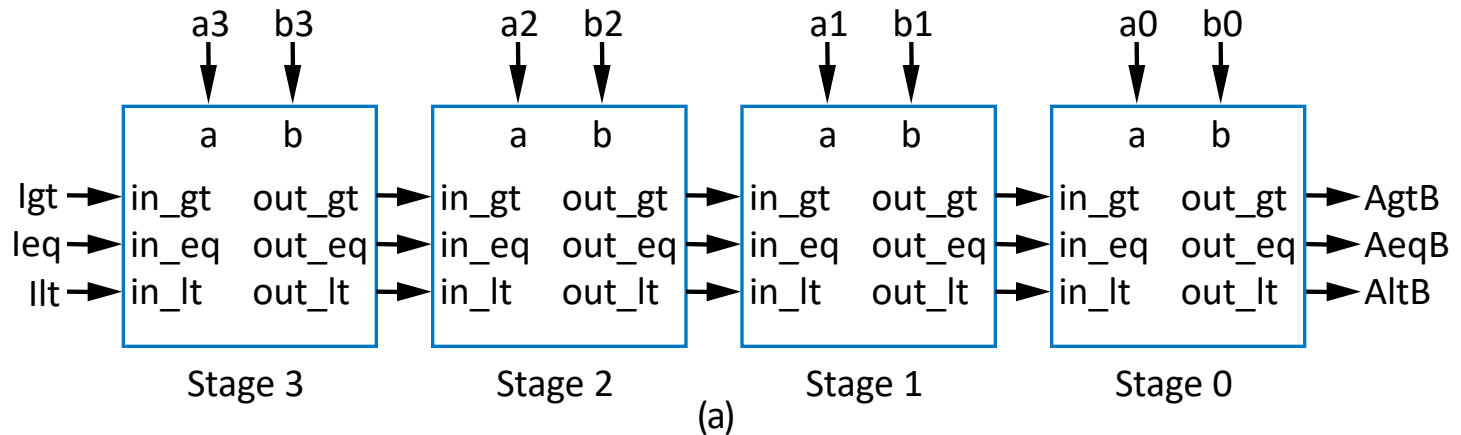 a3 b3 a2 b2 a1 b1 a0 b0
a b a b a b a b
Igt in_gt out_gt in_gt out_gt in_gt out_gt in_gt out_gt AgtB
Ieq in_eq out_eq in_eq out_eq in_eq out_eq in_eq out_eq AeqB
Ilt in_lt out_lt in_lt out_lt in_lt out_lt in_lt out_lt AltB
Stage 3 Stage 2 Stage 1 Stage 0
(a)